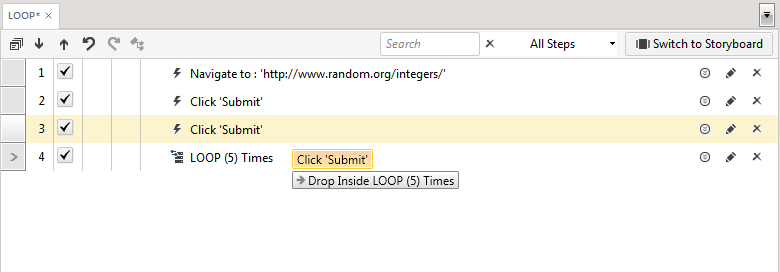 LOOP*
Search
All Steps
Switch to Storyboard
1 Navigate to : 'http://www.random.org/integers/'
2 Click 'Submit'
3 Click 'Submit'
4 LOOP (5) Times Click 'Submit'
Drop Inside LOOP (5) Times